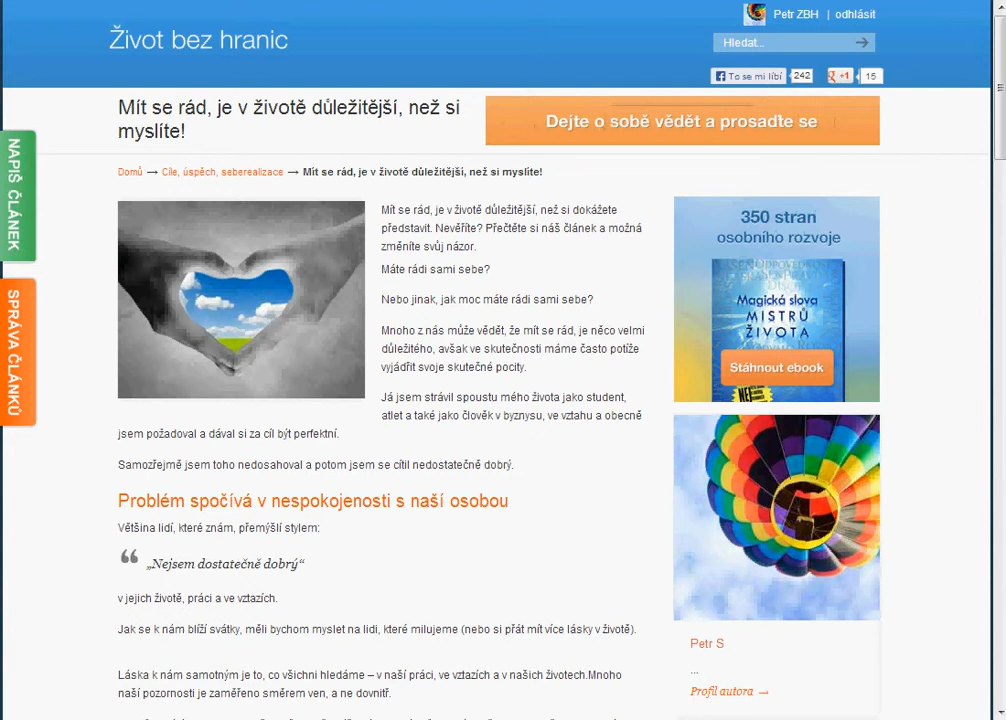 Petr ZBH | odhlásit
Život bez hranic
Hledat...
To se mi líbí 242 +1 15
Mít se rád, je v životě důležitější, než si
myslíte!
Dejte o sobě vědět a prosaďte se
NAPIŠ ČLÁNEK
SPRÁVA ČLÁNKŮ
Domů → Cíle, úspěch, seberealizace → Mít se rád, je v životě důležitější, než si myslíte!
Mít se rád, je v životě důležitější, než si dokážete
představit. Nevěříte? Přečtěte si náš článek a možná
změníte svůj názor.
Máte rádi sami sebe?
Nebo jinak, jak moc máte rádi sami sebe?
Mnoho z nás může vědět, že mít se rád, je něco velmi
důležitého, avšak ve skutečnosti máme často potíže
vyjádřit svoje skutečné pocity.
Já jsem strávil spoustu mého života jako student,
atlet a také jako člověk v byznysu, ve vztahu a obecně
jsem požadoval a dával si za cíl být perfektní.
Samozřejmě jsem toho nedosahoval a potom jsem se cítil nedostatečně dobrý.
Problém spočívá v nespokojenosti s naší osobou
Většina lidí, které znám, přemýšlí stylem:
„Nejsem dostatečně dobrý“
v jejich životě, práci a ve vztazích.
Jak se k nám blíží svátky, měli bychom myslet na lidi, které milujeme (nebo si přát mít více lásky v životě).
Láska k nám samotným je to, co všichni hledáme – v naší práci, ve vztazích a v našich životech.Mnoho
naší pozornosti je zaměřeno směrem ven, a ne dovnitř.
350 stran
osobního rozvoje
Magická slova
MISTRŮ
ŽIVOTA
Stáhnout ebook
Petr S
...
Profil autora →